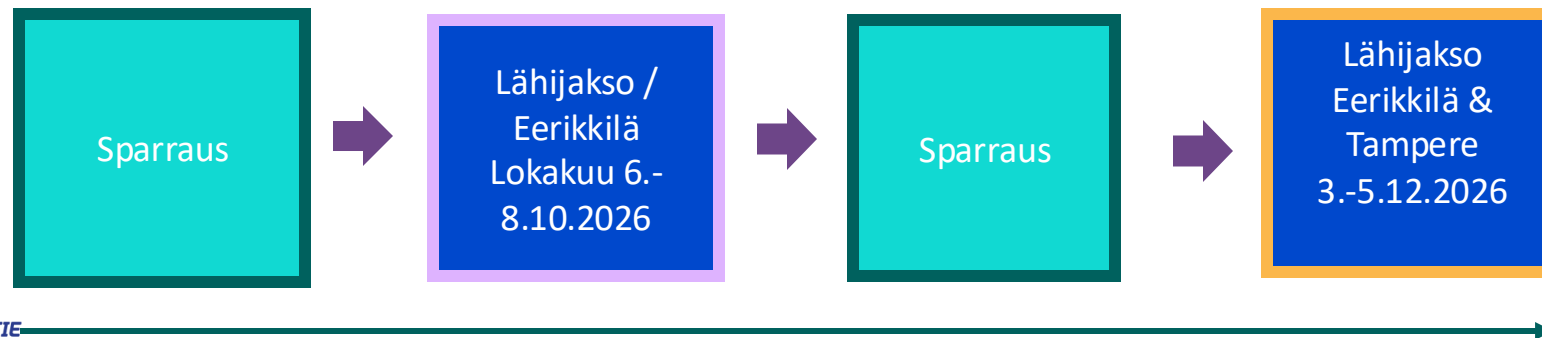 Sparraus
Lähijakso /
Eerikkilä
Lokakuu 6.-
8.10.2026
Sparraus
Lähijakso
Eerikkilä &
Tampere
3.-5.12.2026